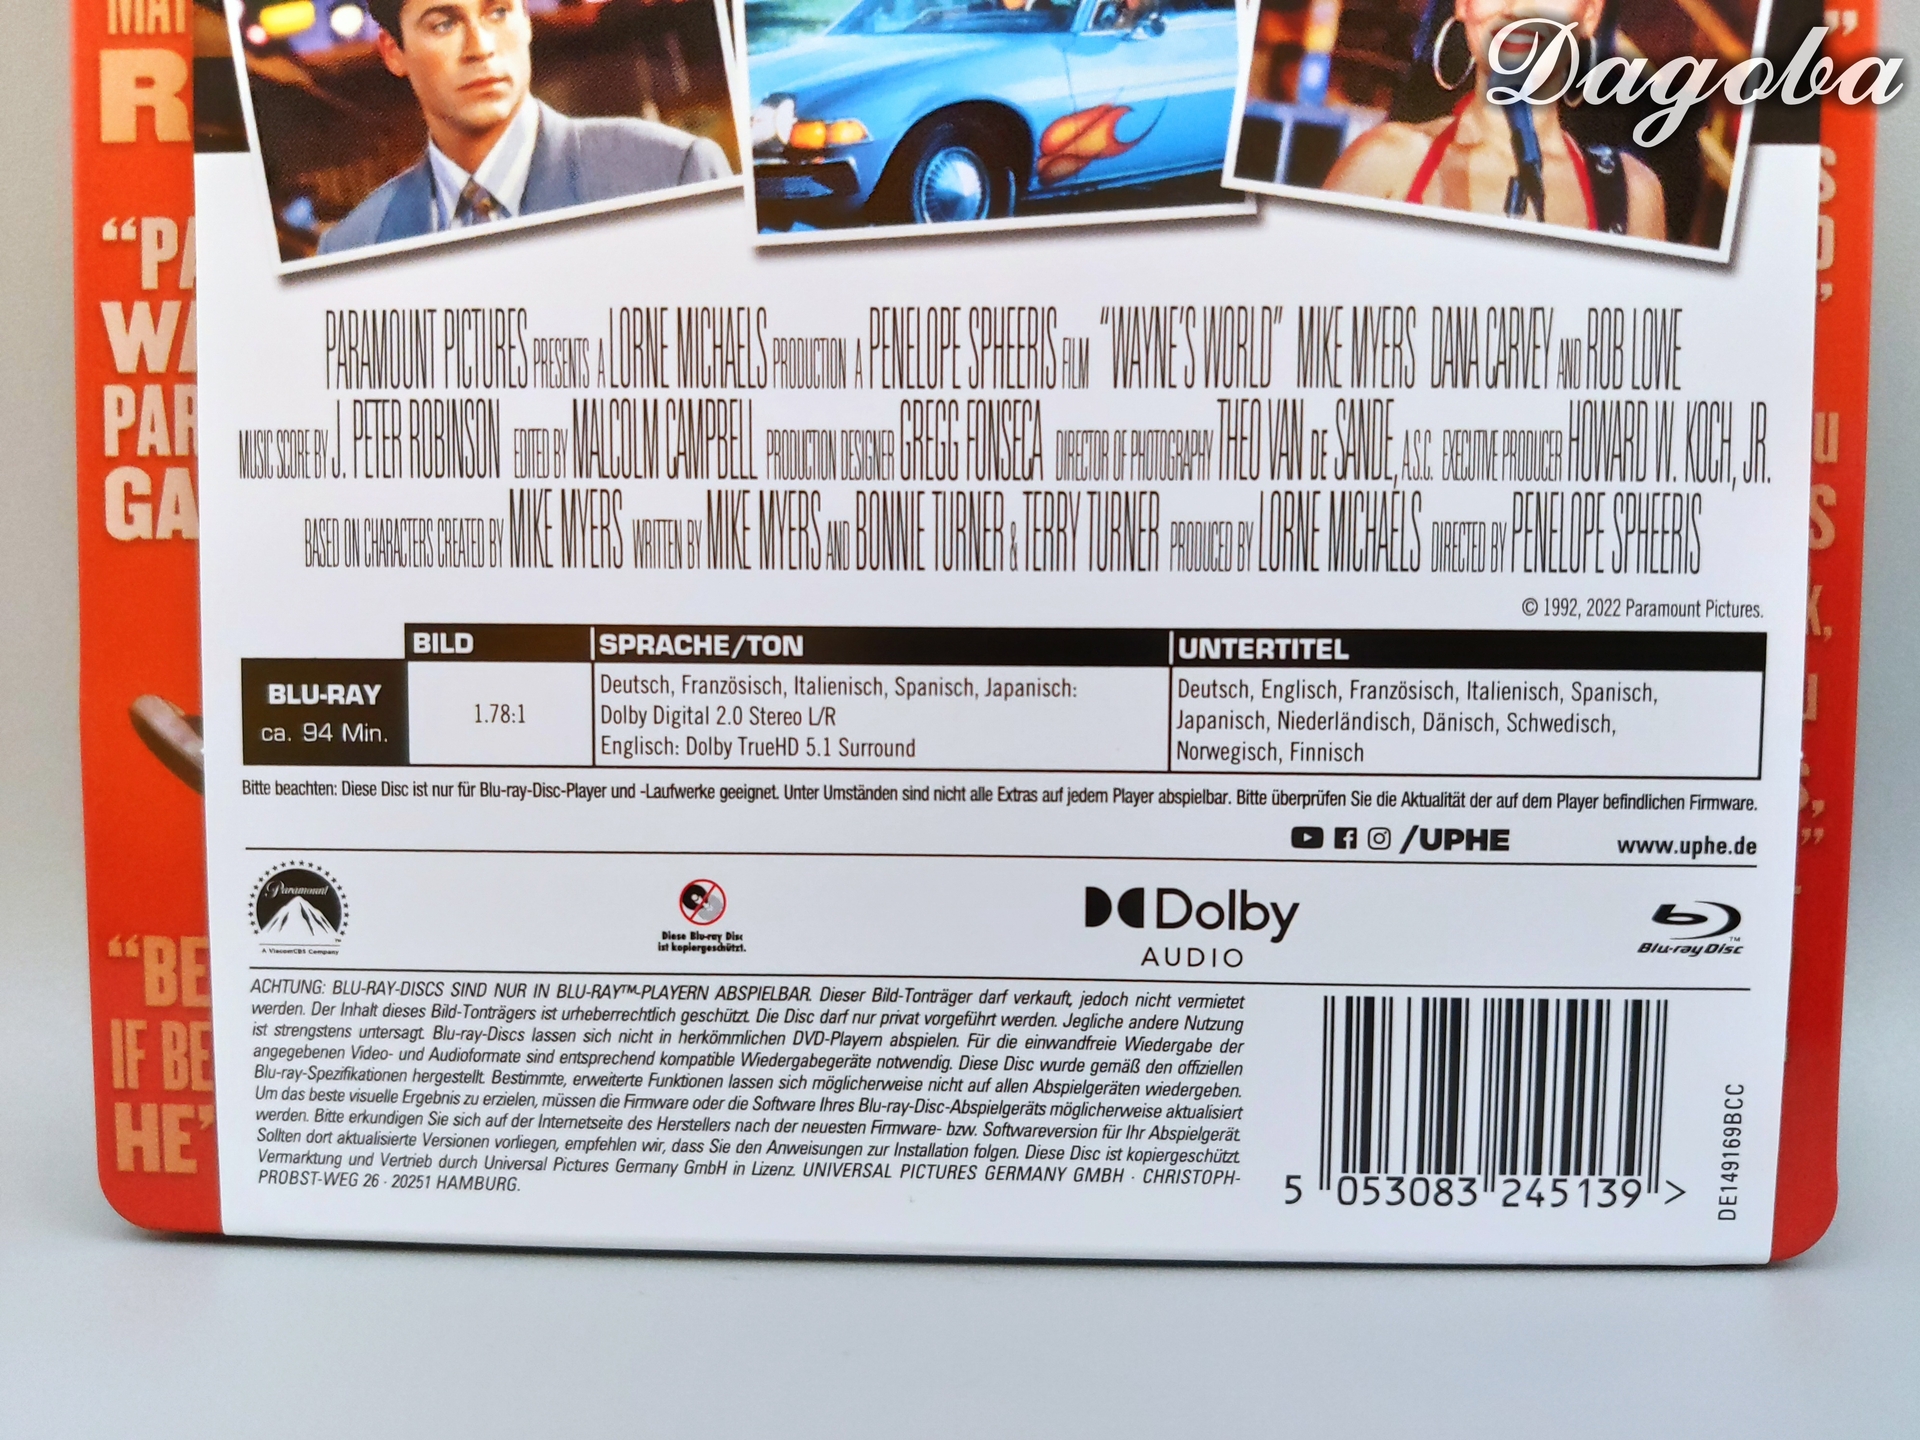 Dagoba
R
"PA
WA
PAR
GA
"BE
IF BE
HE'
PARAMOUNT PICTURES PRESENTS A LORNE MICHAELS PRODUCTION A PENELOPE SPHEERIS FILM "WAYNE'S WORLD" MIKE MYERS DANA CARVEY AND ROB LOWE
MUSIC SCORE BY J. PETER ROBINSON EDITED BY MALCOLM CAMPBELL PRODUCTION DESIGNER GREGG FONSECA DIRECTOR OF PHOTOGRAPHY THEO VAN DE SANDE, A.S.C. EXECUTIVE PRODUCER HOWARD W. KOCH, JR.
BASED ON CHARACTERS CREATED BY MIKE MYERS WRITTEN BY MIKE MYERS AND BONNIE TURNER & TERRY TURNER PRODUCED BY LORNE MICHAELS DIRECTED BY PENELOPE SPHEERIS
© 1992, 2022 Paramount Pictures.
BILD SPRACHE/TON UNTERTITEL
BLU-RAY
ca. 94 Min.
1.78:1
Deutsch, Französisch, Italienisch, Spanisch, Japanisch:
Dolby Digital 2.0 Stereo L/R
Englisch: Dolby TrueHD 5.1 Surround
Deutsch, Englisch, Französisch, Italienisch, Spanisch,
Japanisch, Niederländisch, Dänisch, Schwedisch,
Norwegisch, Finnisch
Bitte beachten: Diese Disc ist nur für Blu-ray-Disc-Player und -Laufwerke geeignet. Unter Umständen sind nicht alle Extras auf jedem Player abspielbar. Bitte überprüfen Sie die Aktualität der auf dem Player befindlichen Firmware.
/UPHE www.uphe.de
Paramount
A ViacomCBS Company
Diese Blu-ray Disc
ist kopiergeschützt.
Dolby
AUDIO
Blu-ray Disc™
ACHTUNG: BLU-RAY-DISCS SIND NUR IN BLU-RAY™-PLAYERN ABSPIELBAR. Dieser Bild-Tonträger darf verkauft, jedoch nicht vermietet
werden. Der Inhalt dieses Bild-Tonträgers ist urheberrechtlich geschützt. Die Disc darf nur privat vorgeführt werden. Jegliche andere Nutzung
ist strengstens untersagt. Blu-ray-Discs lassen sich nicht in herkömmlichen DVD-Playern abspielen. Für die einwandfreie Wiedergabe der
angegebenen Video- und Audioformate sind entsprechend kompatible Wiedergabegeräte notwendig. Diese Disc wurde gemäß den offiziellen
Blu-ray-Spezifikationen hergestellt. Bestimmte, erweiterte Funktionen lassen sich möglicherweise nicht auf allen Abspielgeräten wiedergeben.
Um das beste visuelle Ergebnis zu erzielen, müssen die Firmware oder die Software Ihres Blu-ray-Disc-Abspielgeräts möglicherweise aktualisiert
werden. Bitte erkundigen Sie sich auf der Internetseite des Herstellers nach der neuesten Firmware- bzw. Softwareversion für Ihr Abspielgerät.
Sollten dort aktualisierte Versionen vorliegen, empfehlen wir, dass Sie den Anweisungen zur Installation folgen. Diese Disc ist kopiergeschützt.
Vermarktung und Vertrieb durch Universal Pictures Germany GmbH in Lizenz. UNIVERSAL PICTURES GERMANY GMBH · CHRISTOPH-
PROBST-WEG 26 · 20251 HAMBURG.
5 053083 245139 >
DE149169BCC